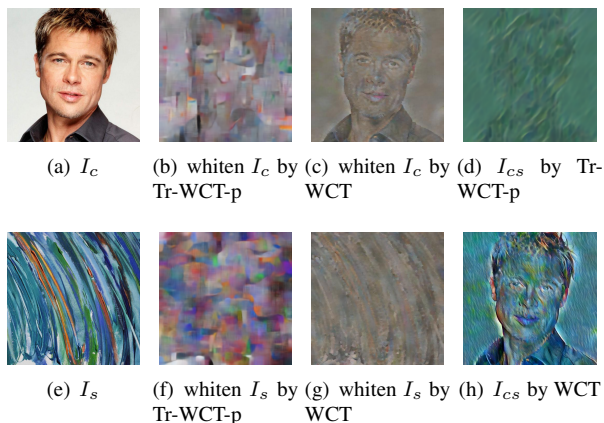 (a) I_c
(b) whiten I_c by
Tr-WCT-p
(c) whiten I_c by
WCT
(d) I_cs by Tr-
WCT-p
(e) I_s
(f) whiten I_s by
Tr-WCT-p
(g) whiten I_s by
WCT
(h) I_cs by WCT